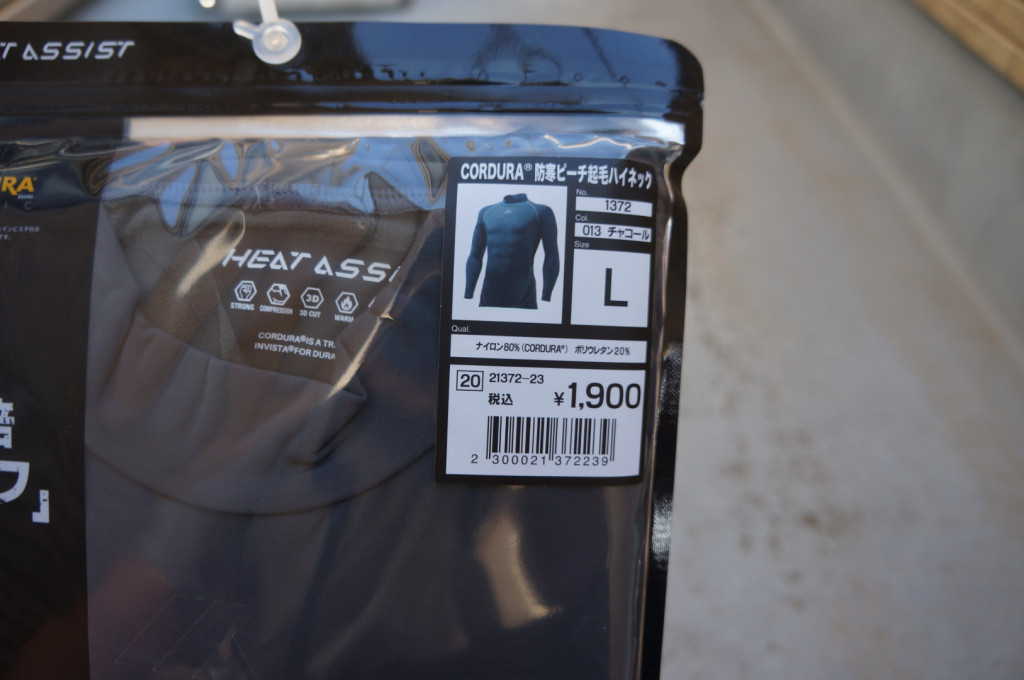 T ASSIST
RA
CORDURA® 防寒ピーチ起毛ハイネック
No.
1372
Col.
013 チャコール
Size
L
HEAT ASSI
STRONG COMPRESSION 3D CUT WARM
3D
CORDURA®IS A TR
INVISTA®FOR DURA
Qual.
ナイロン80%(CORDURA®) ポリウレタン20%
20 21372-23
税込 ¥1,900
2 300021 372239
フ」